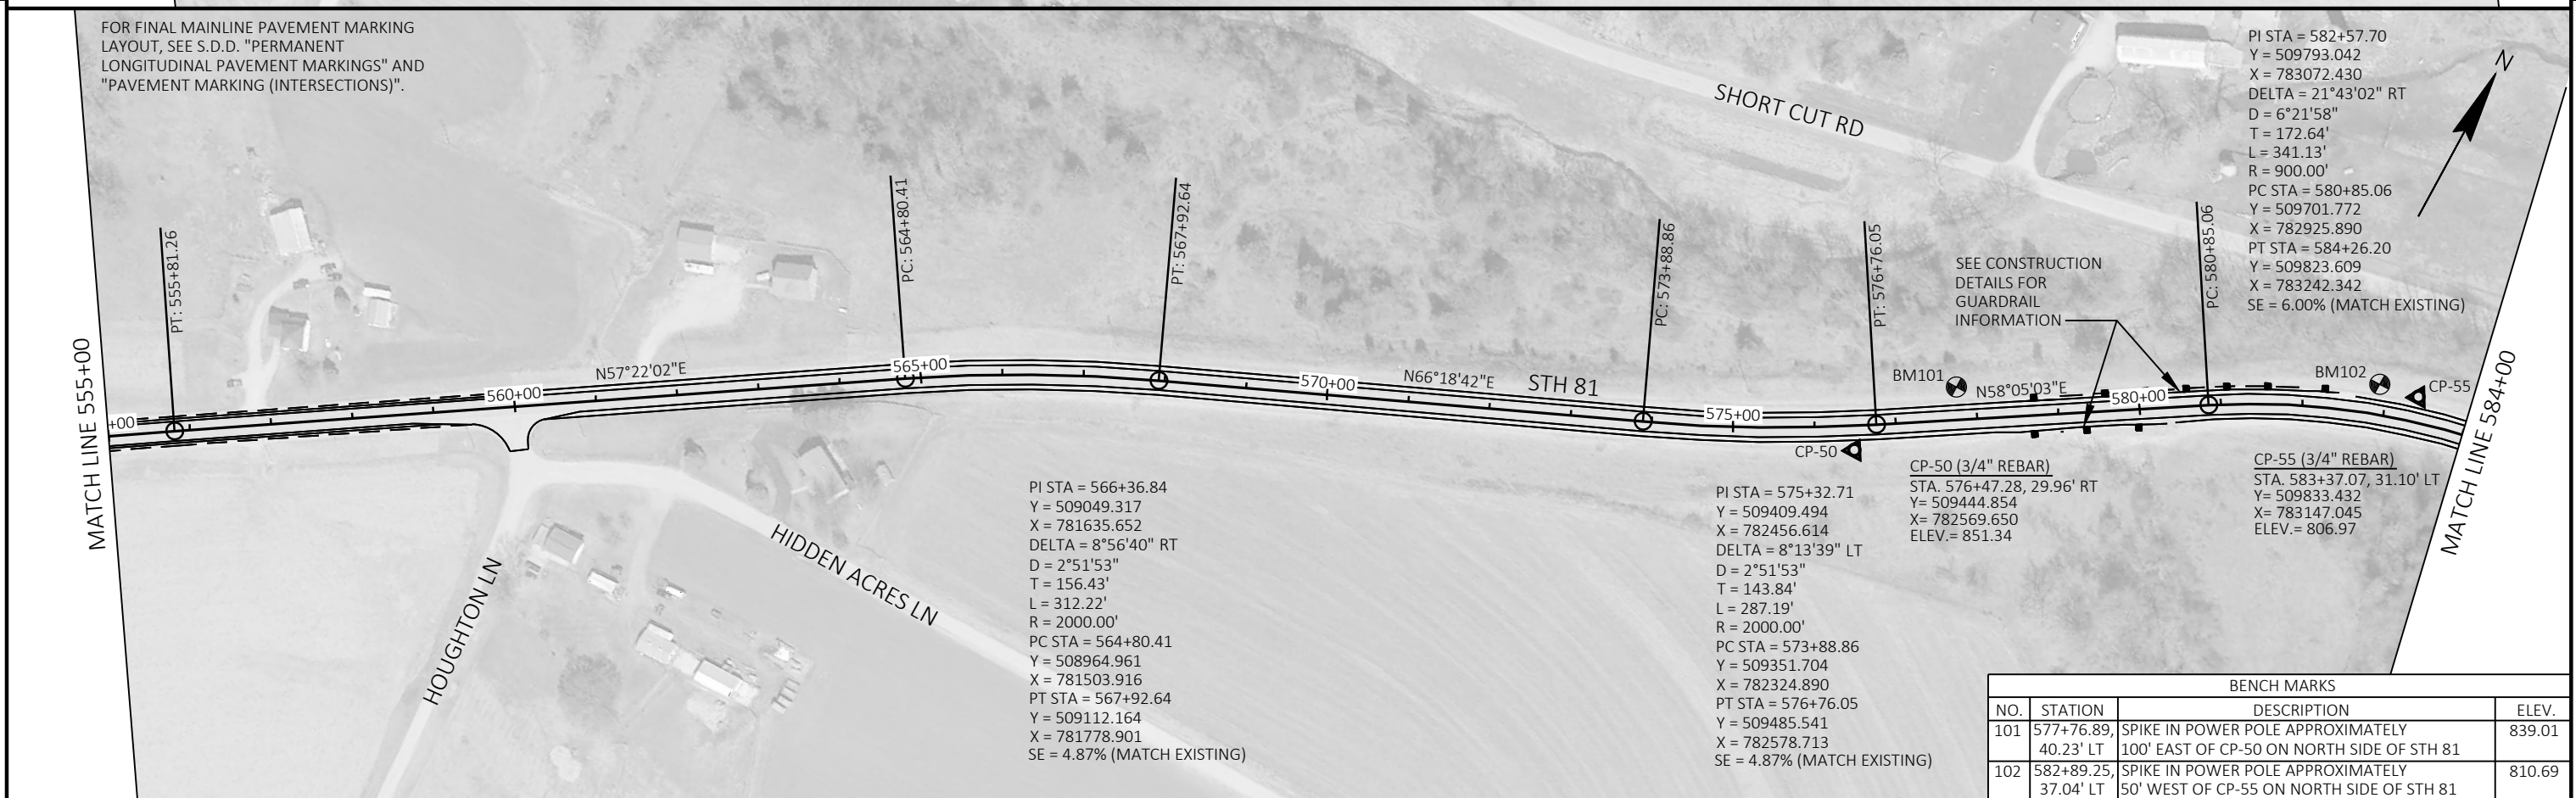 FOR FINAL MAINLINE PAVEMENT MARKING
LAYOUT, SEE S.D.D. "PERMANENT
LONGITUDINAL PAVEMENT MARKINGS" AND
"PAVEMENT MARKING (INTERSECTIONS)".
SHORT CUT RD
N
PI STA = 582+57.70
Y = 509793.042
X = 783072.430
DELTA = 21°43'02" RT
D = 6°21'58"
T = 172.64'
L = 341.13'
R = 900.00'
PC STA = 580+85.06
Y = 509701.772
X = 782925.890
PT STA = 584+26.20
Y = 509823.609
X = 783242.342
SE = 6.00% (MATCH EXISTING)
MATCH LINE 555+00
PT: 555+81.26
PC: 564+80.41
PT: 567+92.64
PC: 573+88.86
PT: 576+76.05
PC: 580+85.06
SEE CONSTRUCTION
DETAILS FOR
GUARDRAIL
INFORMATION
+00
560+00
N57°22'02"E
565+00
570+00
N66°18'42"E
STH 81
575+00
BM101
N58°05'03"E
580+00
BM102
CP-55
CP-50
MATCH LINE 584+00
HOUGHTON LN
HIDDEN ACRES LN
PI STA = 566+36.84
Y = 509049.317
X = 781635.652
DELTA = 8°56'40" RT
D = 2°51'53"
T = 156.43'
L = 312.22'
R = 2000.00'
PC STA = 564+80.41
Y = 508964.961
X = 781503.916
PT STA = 567+92.64
Y = 509112.164
X = 781778.901
SE = 4.87% (MATCH EXISTING)
PI STA = 575+32.71
Y = 509409.494
X = 782456.614
DELTA = 8°13'39" LT
D = 2°51'53"
T = 143.84'
L = 287.19'
R = 2000.00'
PC STA = 573+88.86
Y = 509351.704
X = 782324.890
PT STA = 576+76.05
Y = 509485.541
X = 782578.713
SE = 4.87% (MATCH EXISTING)
CP-50 (3/4" REBAR)
STA. 576+47.28, 29.96' RT
Y= 509444.854
X= 782569.650
ELEV.= 851.34
CP-55 (3/4" REBAR)
STA. 583+37.07, 31.10' LT
Y= 509833.432
X= 783147.045
ELEV.= 806.97
BENCH MARKS
NO. STATION DESCRIPTION ELEV.
101 577+76.89, SPIKE IN POWER POLE APPROXIMATELY 839.01
40.23' LT 100' EAST OF CP-50 ON NORTH SIDE OF STH 81
102 582+89.25, SPIKE IN POWER POLE APPROXIMATELY 810.69
37.04' LT 50' WEST OF CP-55 ON NORTH SIDE OF STH 81